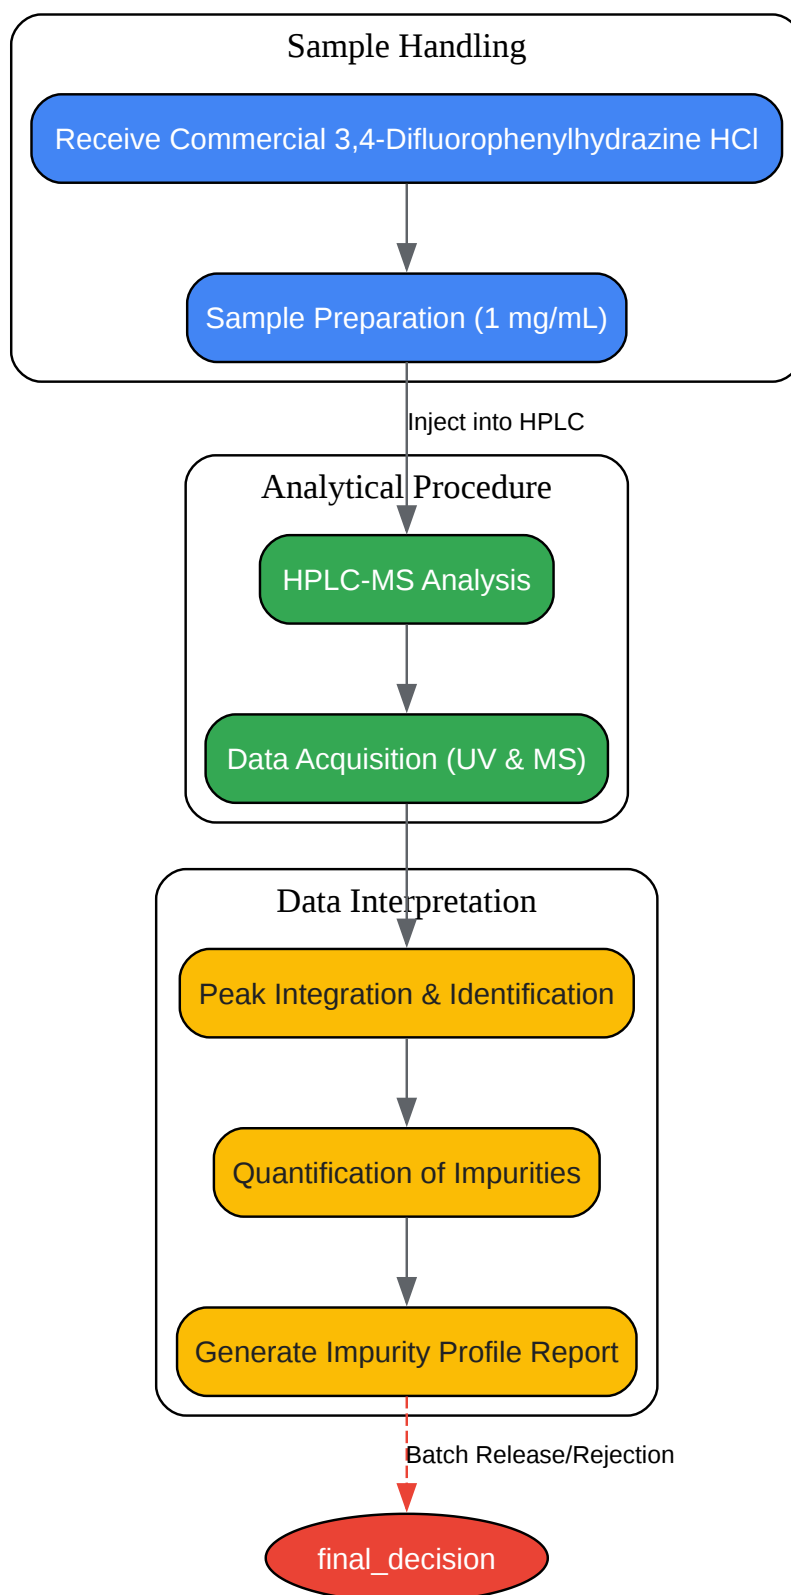 Sample Handling
Receive Commercial 3,4-Difluorophenylhydrazine HCl
Sample Preparation (1 mg/mL)
Inject into HPLC
Analytical Procedure
HPLC-MS Analysis
Data Acquisition (UV & MS)
Data Interpretation
Peak Integration & Identification
Quantification of Impurities
Generate Impurity Profile Report
Batch Release/Rejection
final_decision